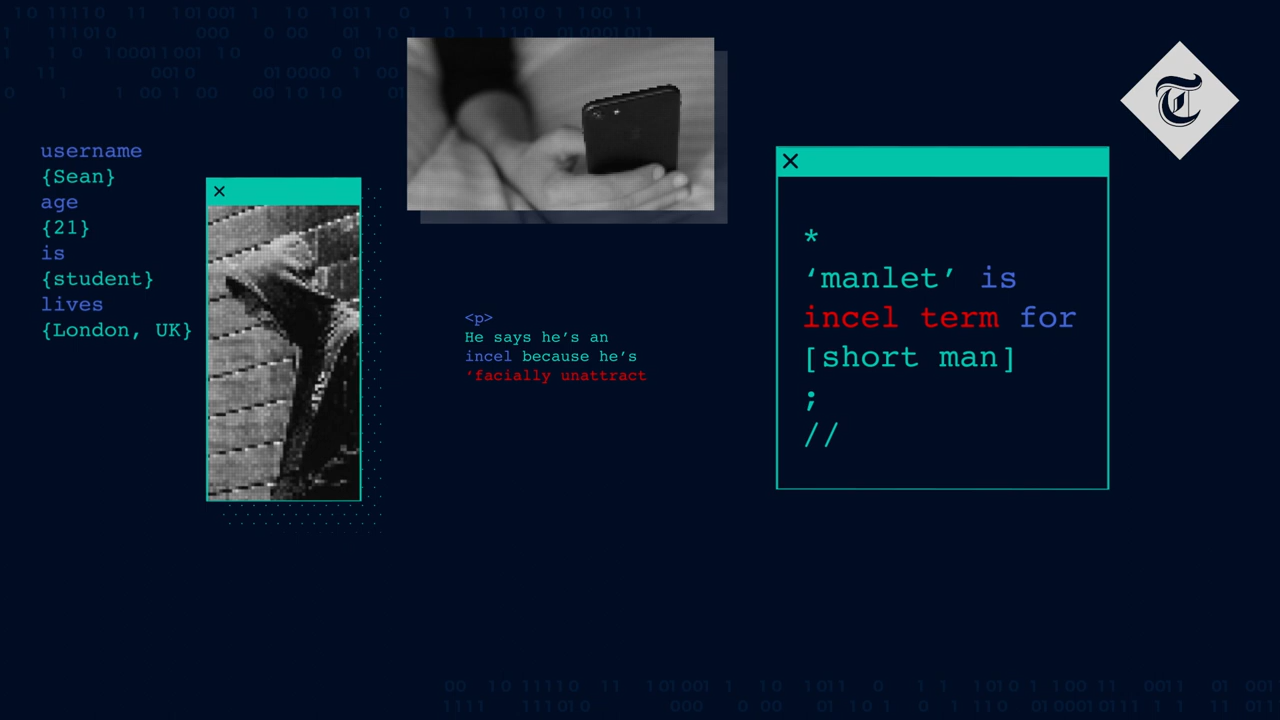 username
{Sean}
age
{21}
is
{student}
lives
{London, UK}
<p>
He says he’s an
incel because he’s
‘facially unattract
*
‘manlet’ is
incel term for
[short man]
;
//
T